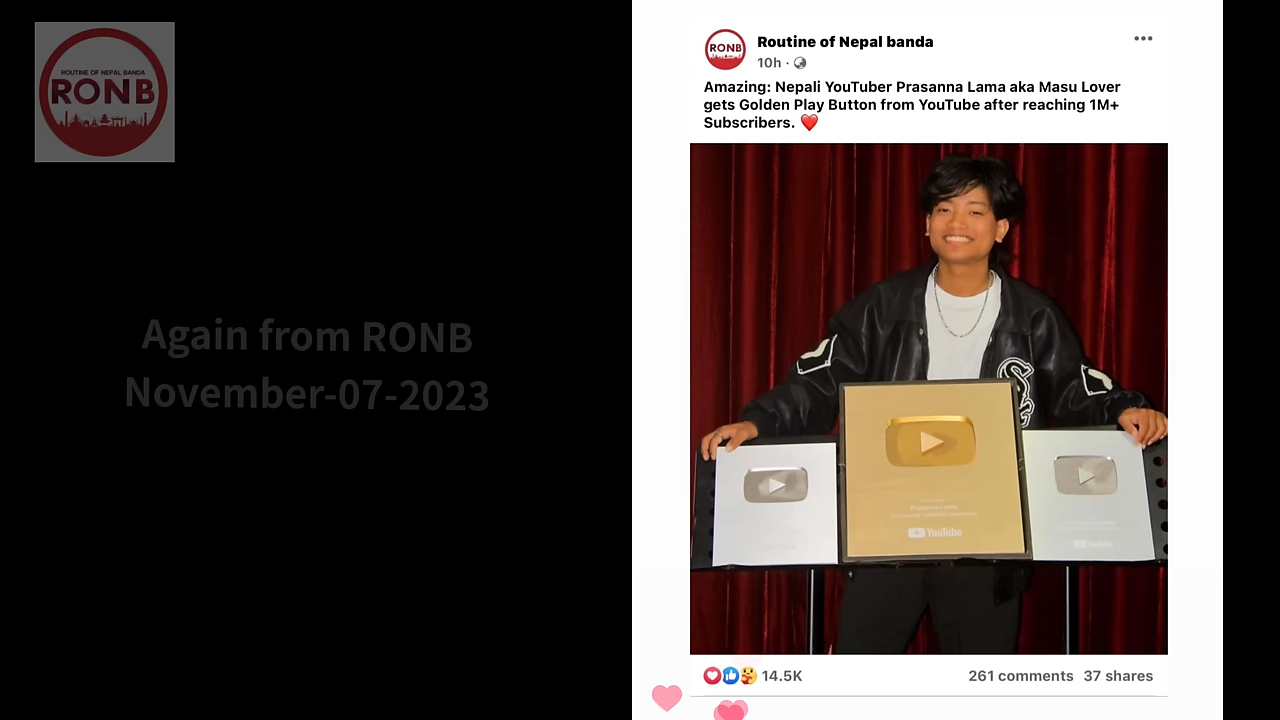 ROUTINE OF NEPAL BANDA
RONB
Again from RONB
November-07-2023
RONB
Routine of Nepal banda
10h ·
Amazing: Nepali YouTuber Prasanna Lama aka Masu Lover
gets Golden Play Button from YouTube after reaching 1M+
Subscribers. ❤️
Prasanna Lama
YouTube
YouTube
14.5K
261 comments 37 shares